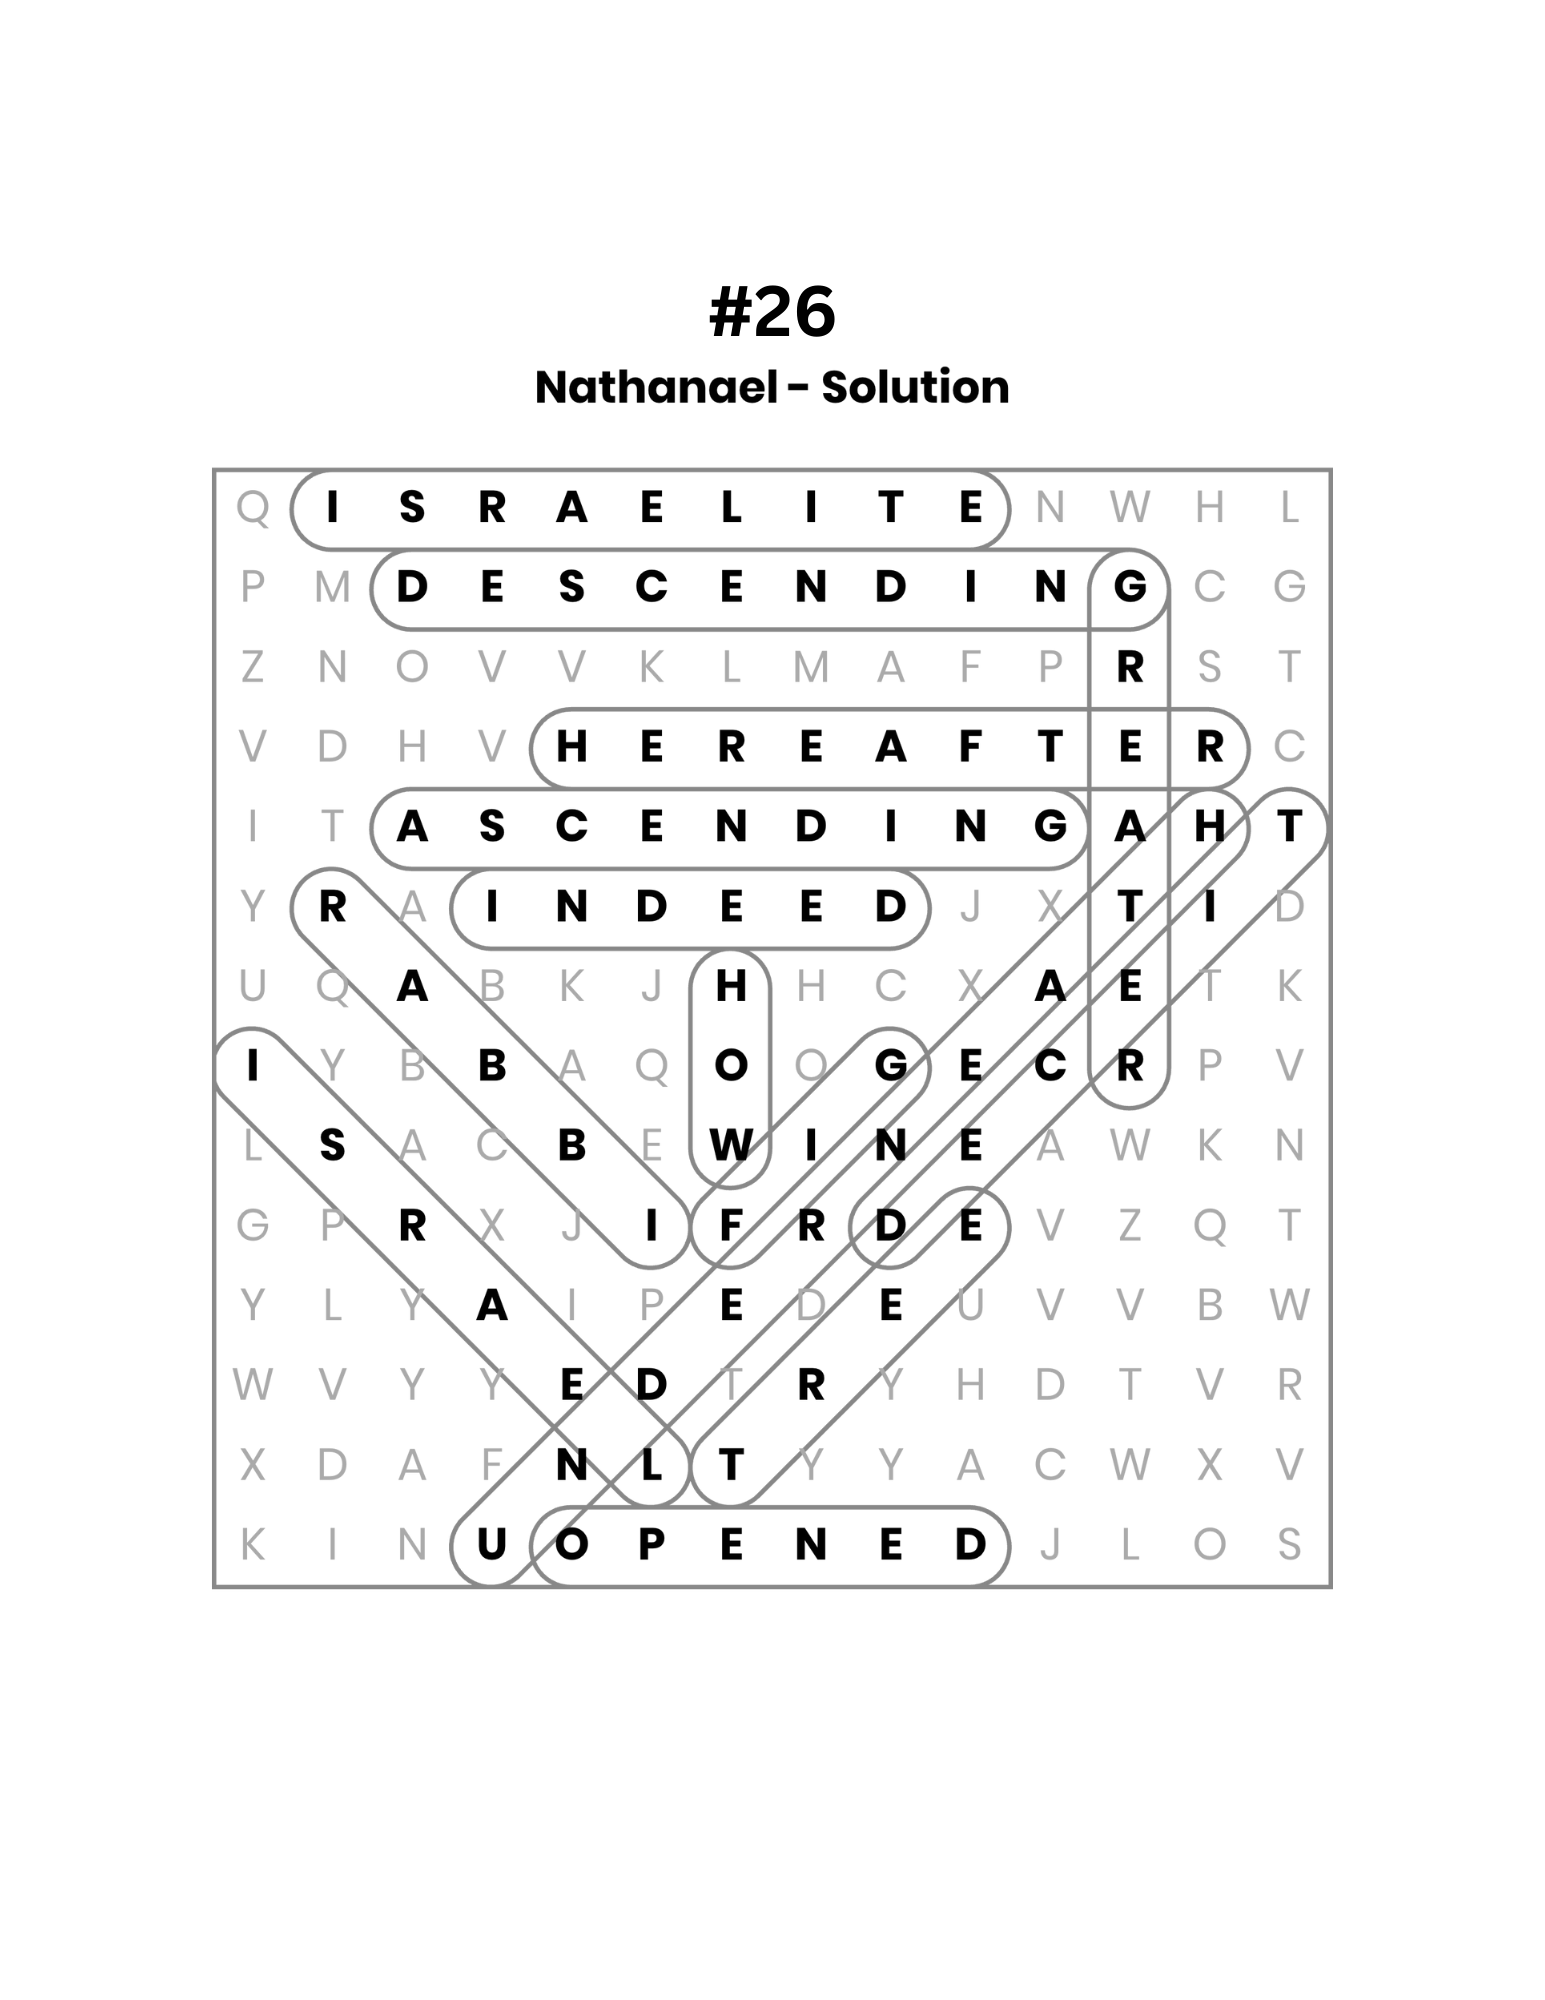 #26
Nathanael - Solution
Q I S R A E L I T E N W H L
P M D E S C E N D I N G C G
Z N O V V K L M A F P R S T
V D H V H E R E A F T E R C
I T A S C E N D I N G A H T
Y R A I N D E E D J X T I D
U Q A B K J H H C X A E T K
I Y B B A Q O O G E C R P V
L S A C B E W I N E A W K N
G P R X J I F R D E V Z Q T
Y L Y A I P E D E U V V B W
W V Y Y E D T R Y H D T V R
X D A F N L T Y Y A C W X V
K I N U O P E N E D J L O S